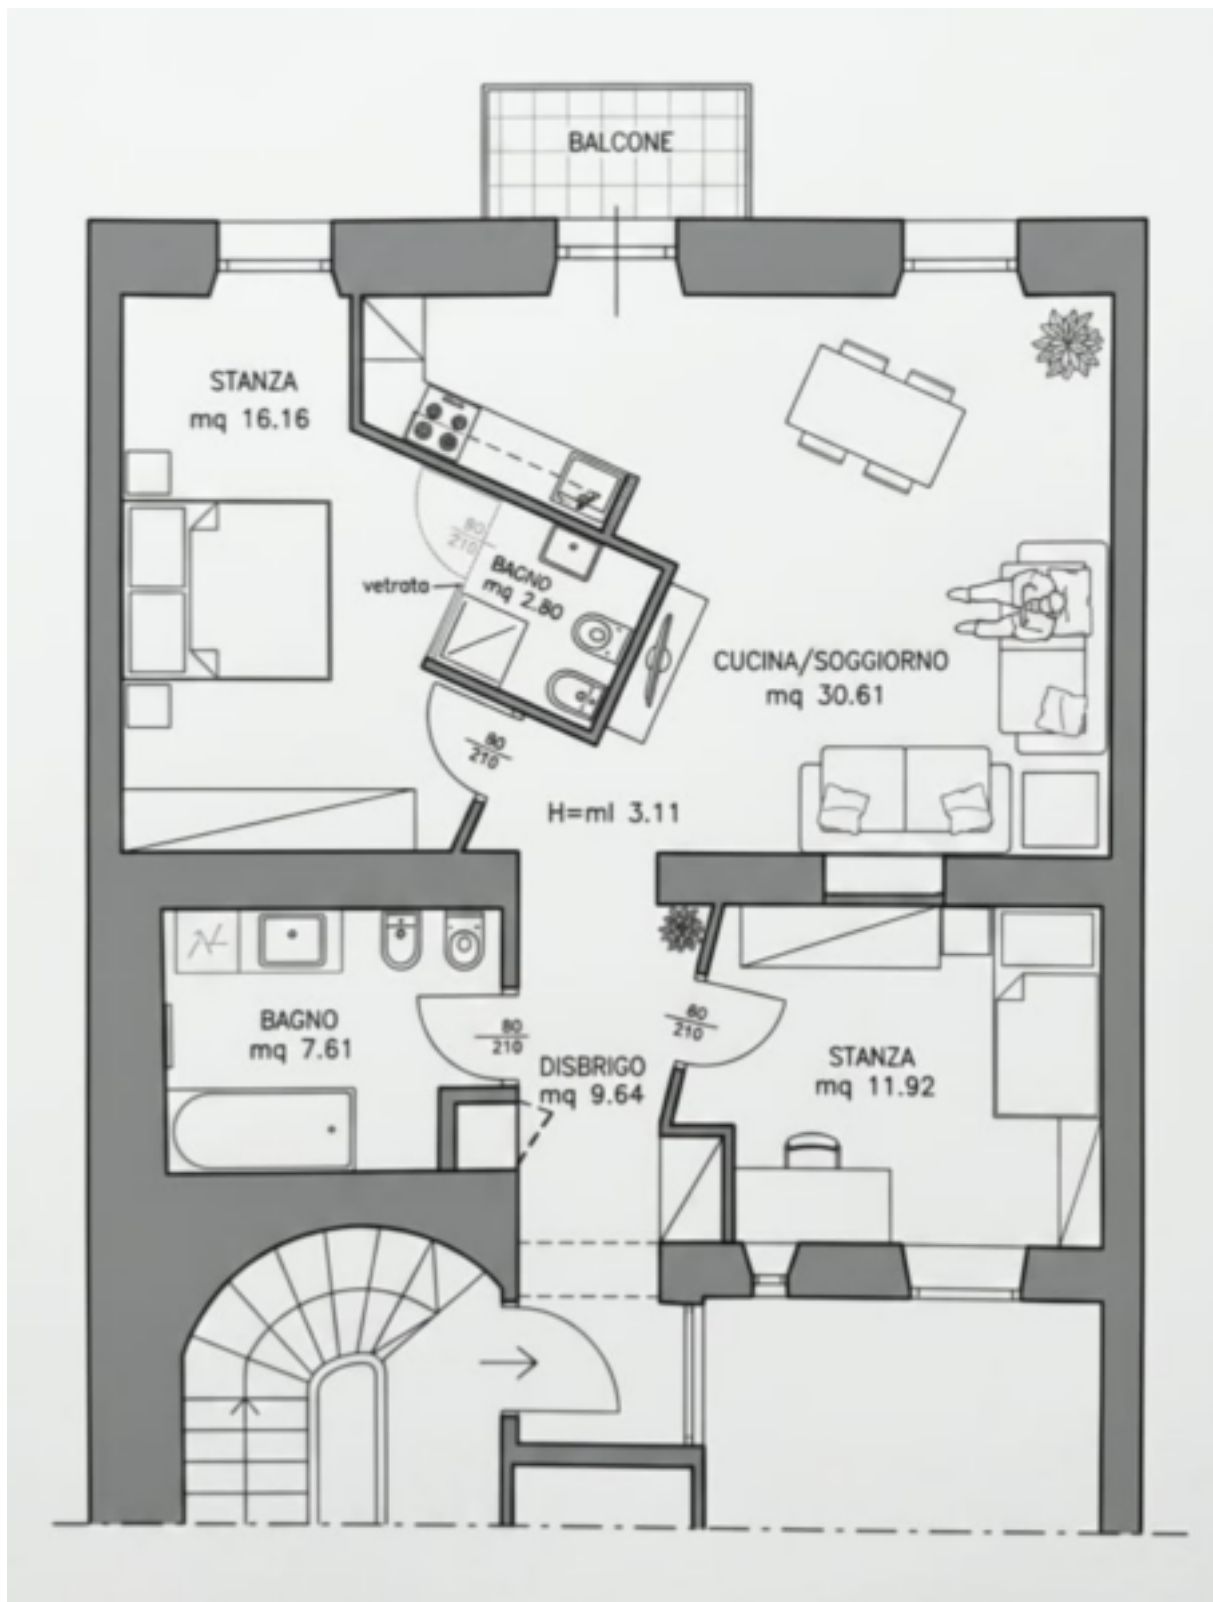 BALCONE
STANZA
mq 16.16
80
210
BAGNO
mq 2.80
vetrata
CUCINA/SOGGIORNO
mq 30.61
80
210
H=ml 3.11
BAGNO
mq 7.61
80
210
60
210
DISBRIGO
mq 9.64
STANZA
mq 11.92